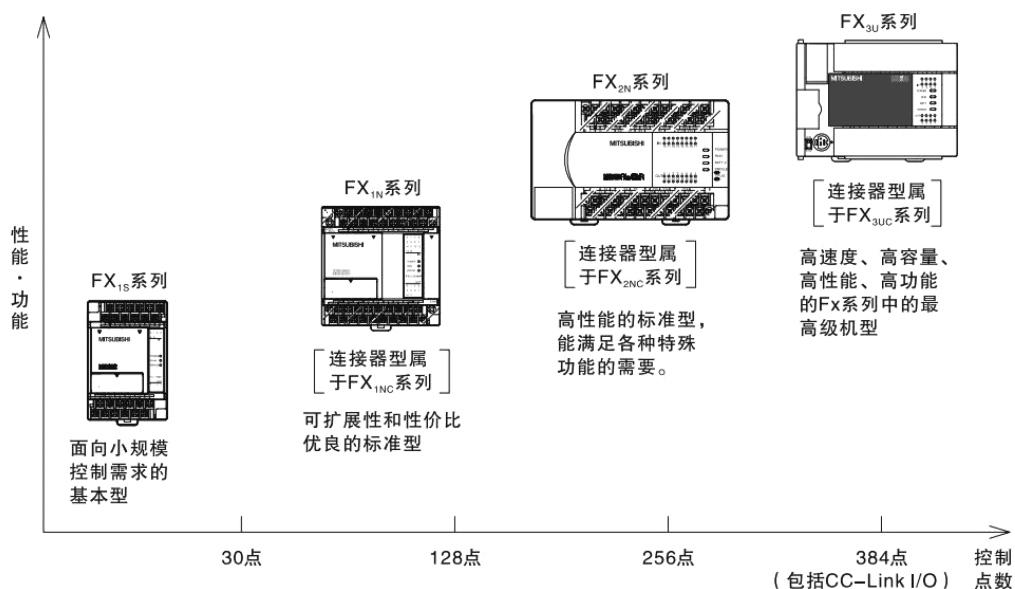 FX3U系列
FX2N系列
MITSUBISHI
MITSUBISHI
连接器型属
于FX3UC系列
FX1N系列
MITSUBISHI
连接器型属
于FX2NC系列
高速度、高容量、
高性能、高功能
的Fx系列中的最
高级机型
性能·功能
FX1S系列
MITSUBISHI
高性能的标准型，
能满足各种特殊
功能的需要。
连接器型属
于FX1NC系列
可扩展性和性价比
优良的标准型
面向小规模
控制需求的
基本型
30点
128点
256点
384点
（包括CC-Link I/O）
控制
点数